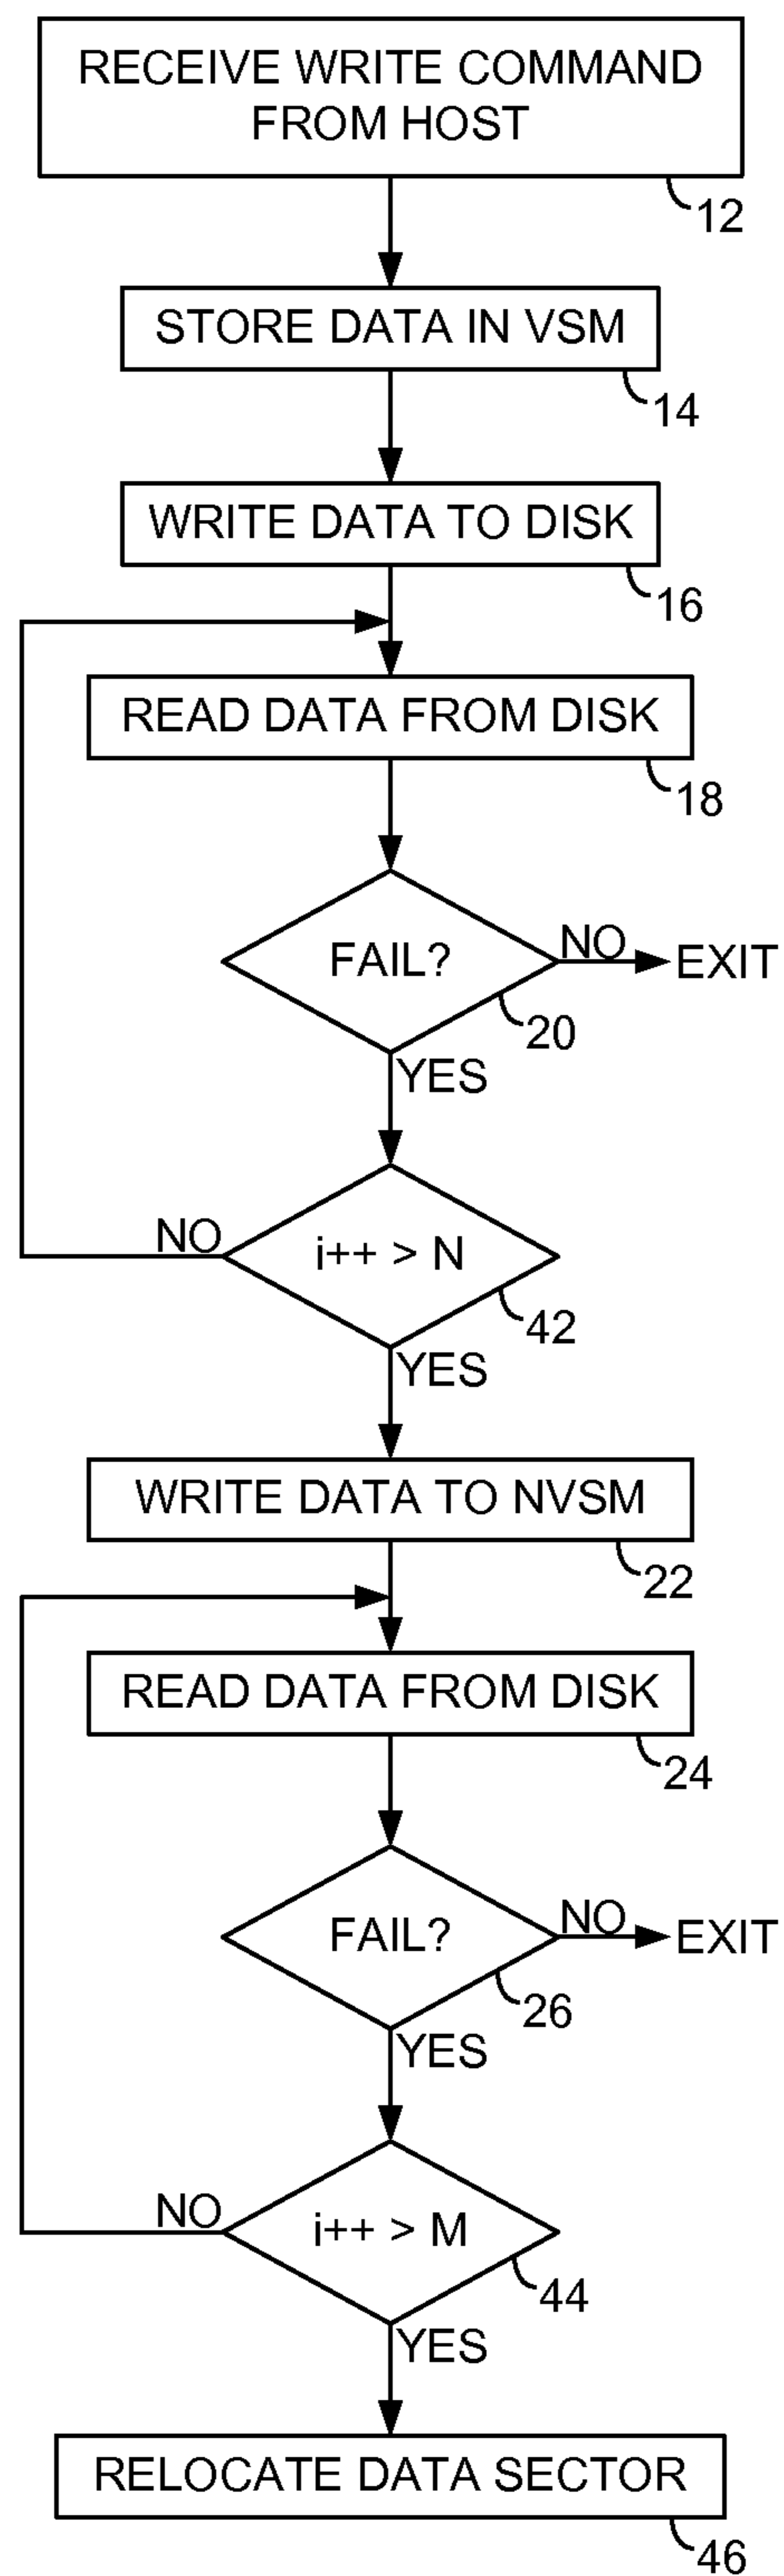 RECEIVE WRITE COMMAND
FROM HOST
12
STORE DATA IN VSM
14
WRITE DATA TO DISK
16
READ DATA FROM DISK
18
FAIL?
NO
EXIT
20
YES
NO
i++ > N
42
YES
WRITE DATA TO NVSM
22
READ DATA FROM DISK
24
FAIL?
NO
EXIT
26
YES
NO
i++ > M
44
YES
RELOCATE DATA SECTOR
46